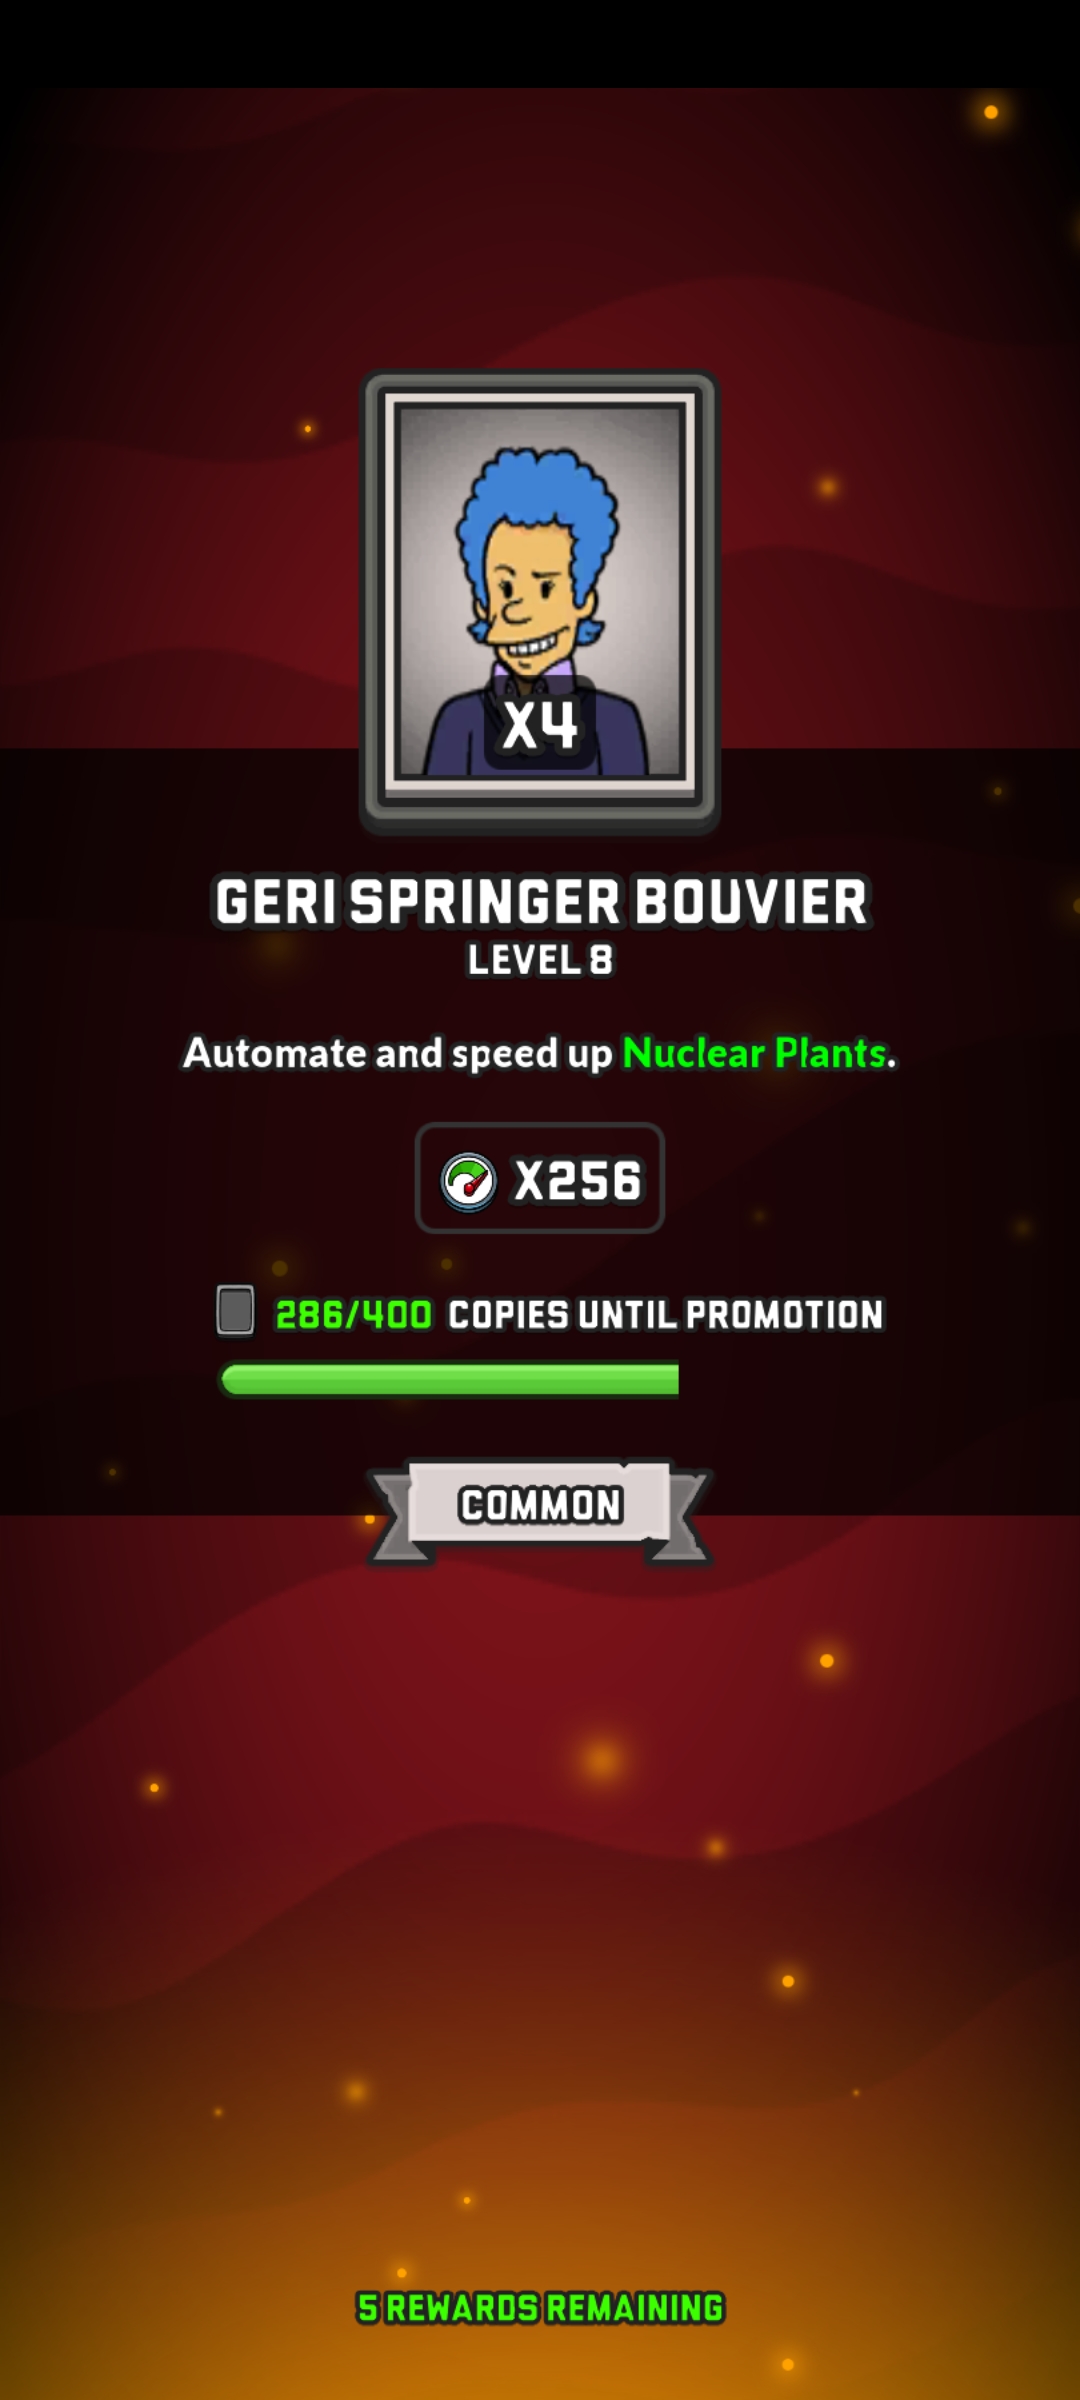 X4
GERI SPRINGER BOUVIER
LEVEL 8
Automate and speed up Nuclear Plants.
X256
286/400 COPIES UNTIL PROMOTION
COMMON
5 REWARDS REMAINING